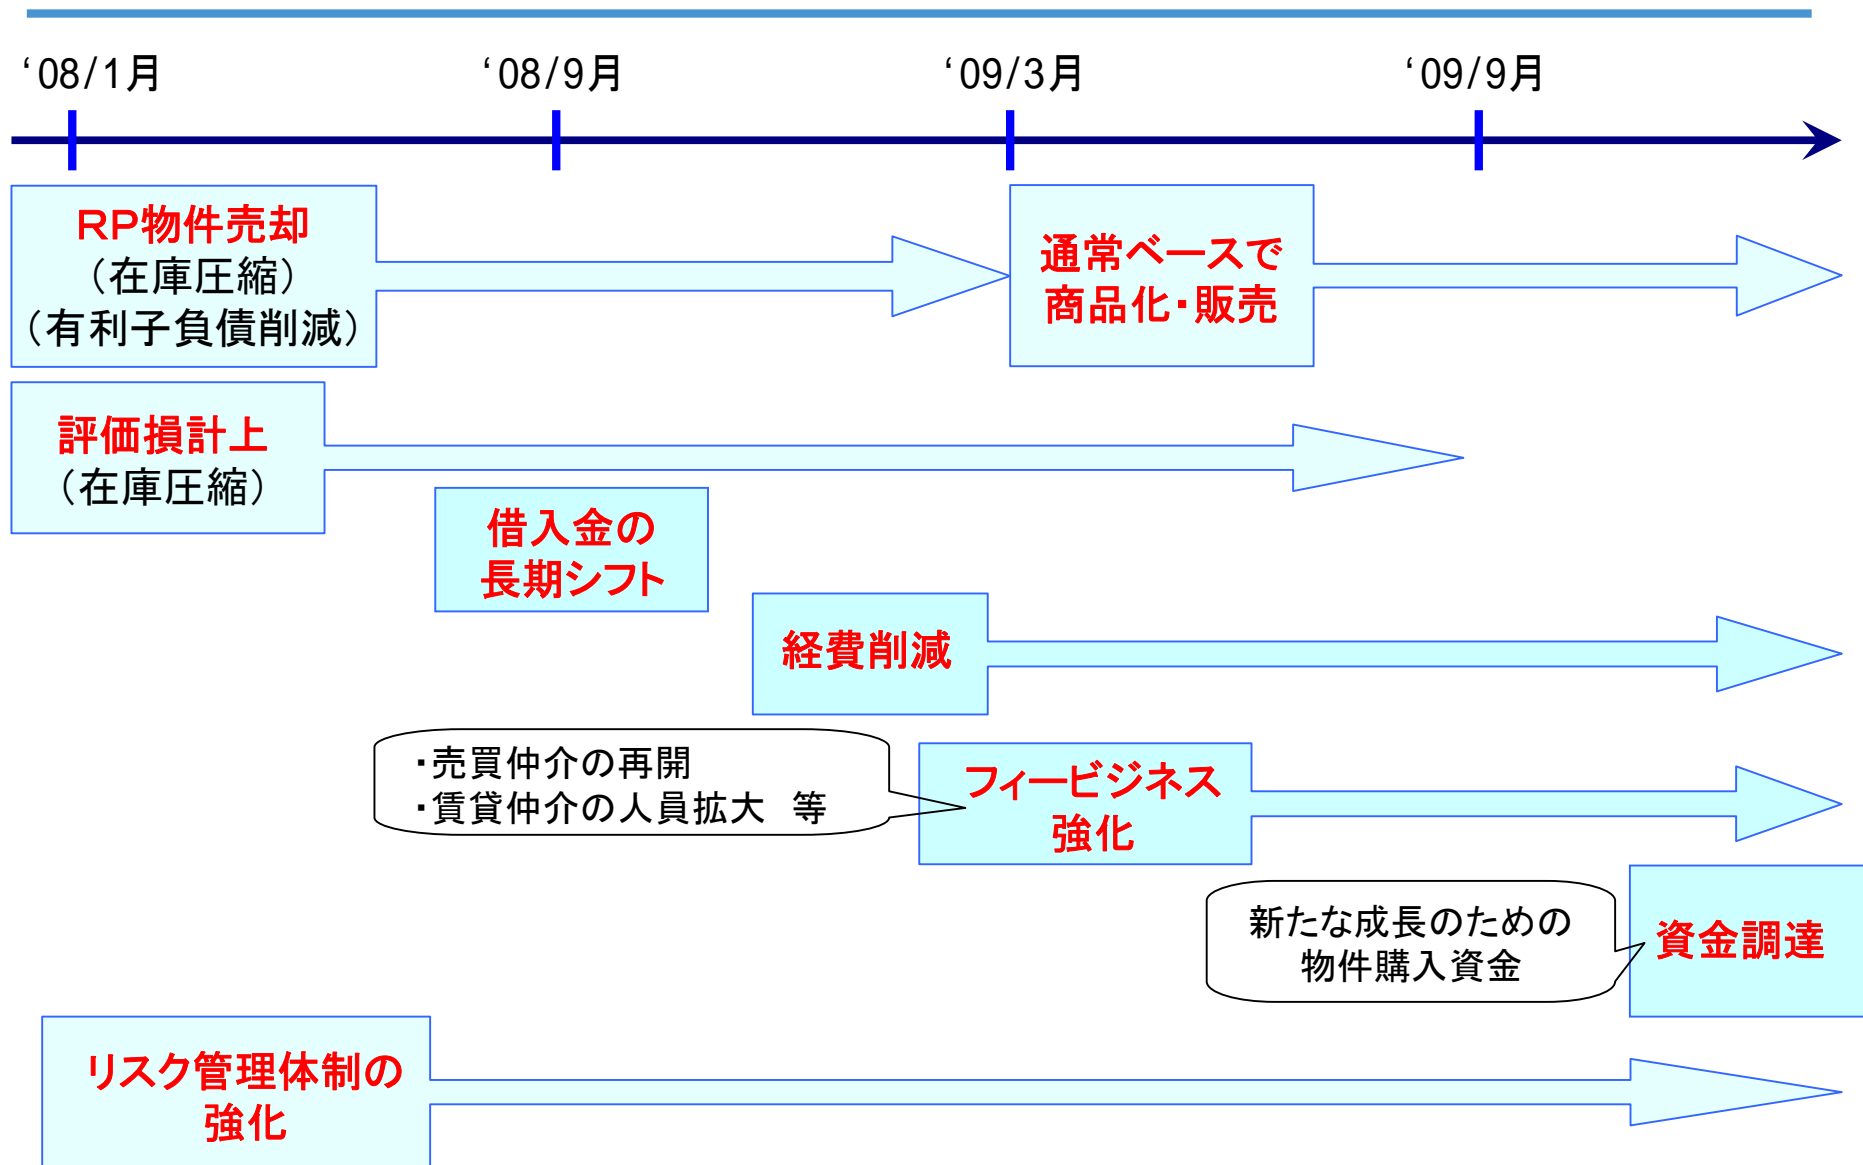 ‘08/1月
‘08/9月
‘09/3月
‘09/9月
RP物件売却
（在庫圧縮）
（有利子負債削減）
通常ベースで
商品化・販売
評価損計上
（在庫圧縮）
借入金の
長期シフト
経費削減
・売買仲介の再開
・賃貸仲介の人員拡大　等
フィービジネス
強化
新たな成長のための
物件購入資金
資金調達
リスク管理体制の
強化